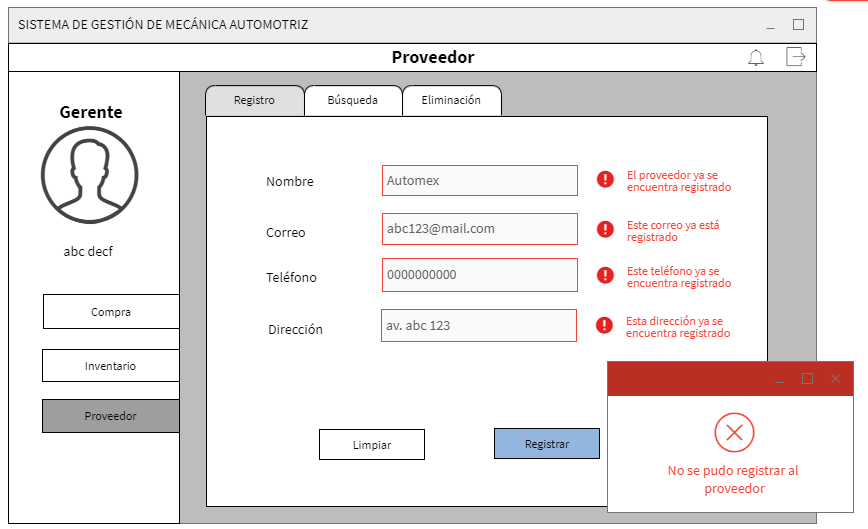 SISTEMA DE GESTIÓN DE MECÁNICA AUTOMOTRIZ
Proveedor
Gerente
abc decf
Compra
Inventario
Proveedor
Registro
Búsqueda
Eliminación
Nombre
Automex
El proveedor ya se
encuentra registrado
Correo
abc123@mail.com
Este correo ya está
registrado
Teléfono
0000000000
Este teléfono ya se
encuentra registrado
Dirección
av. abc 123
Esta dirección ya se
encuentra registrado
Limpiar
Registrar
No se pudo registrar al
proveedor